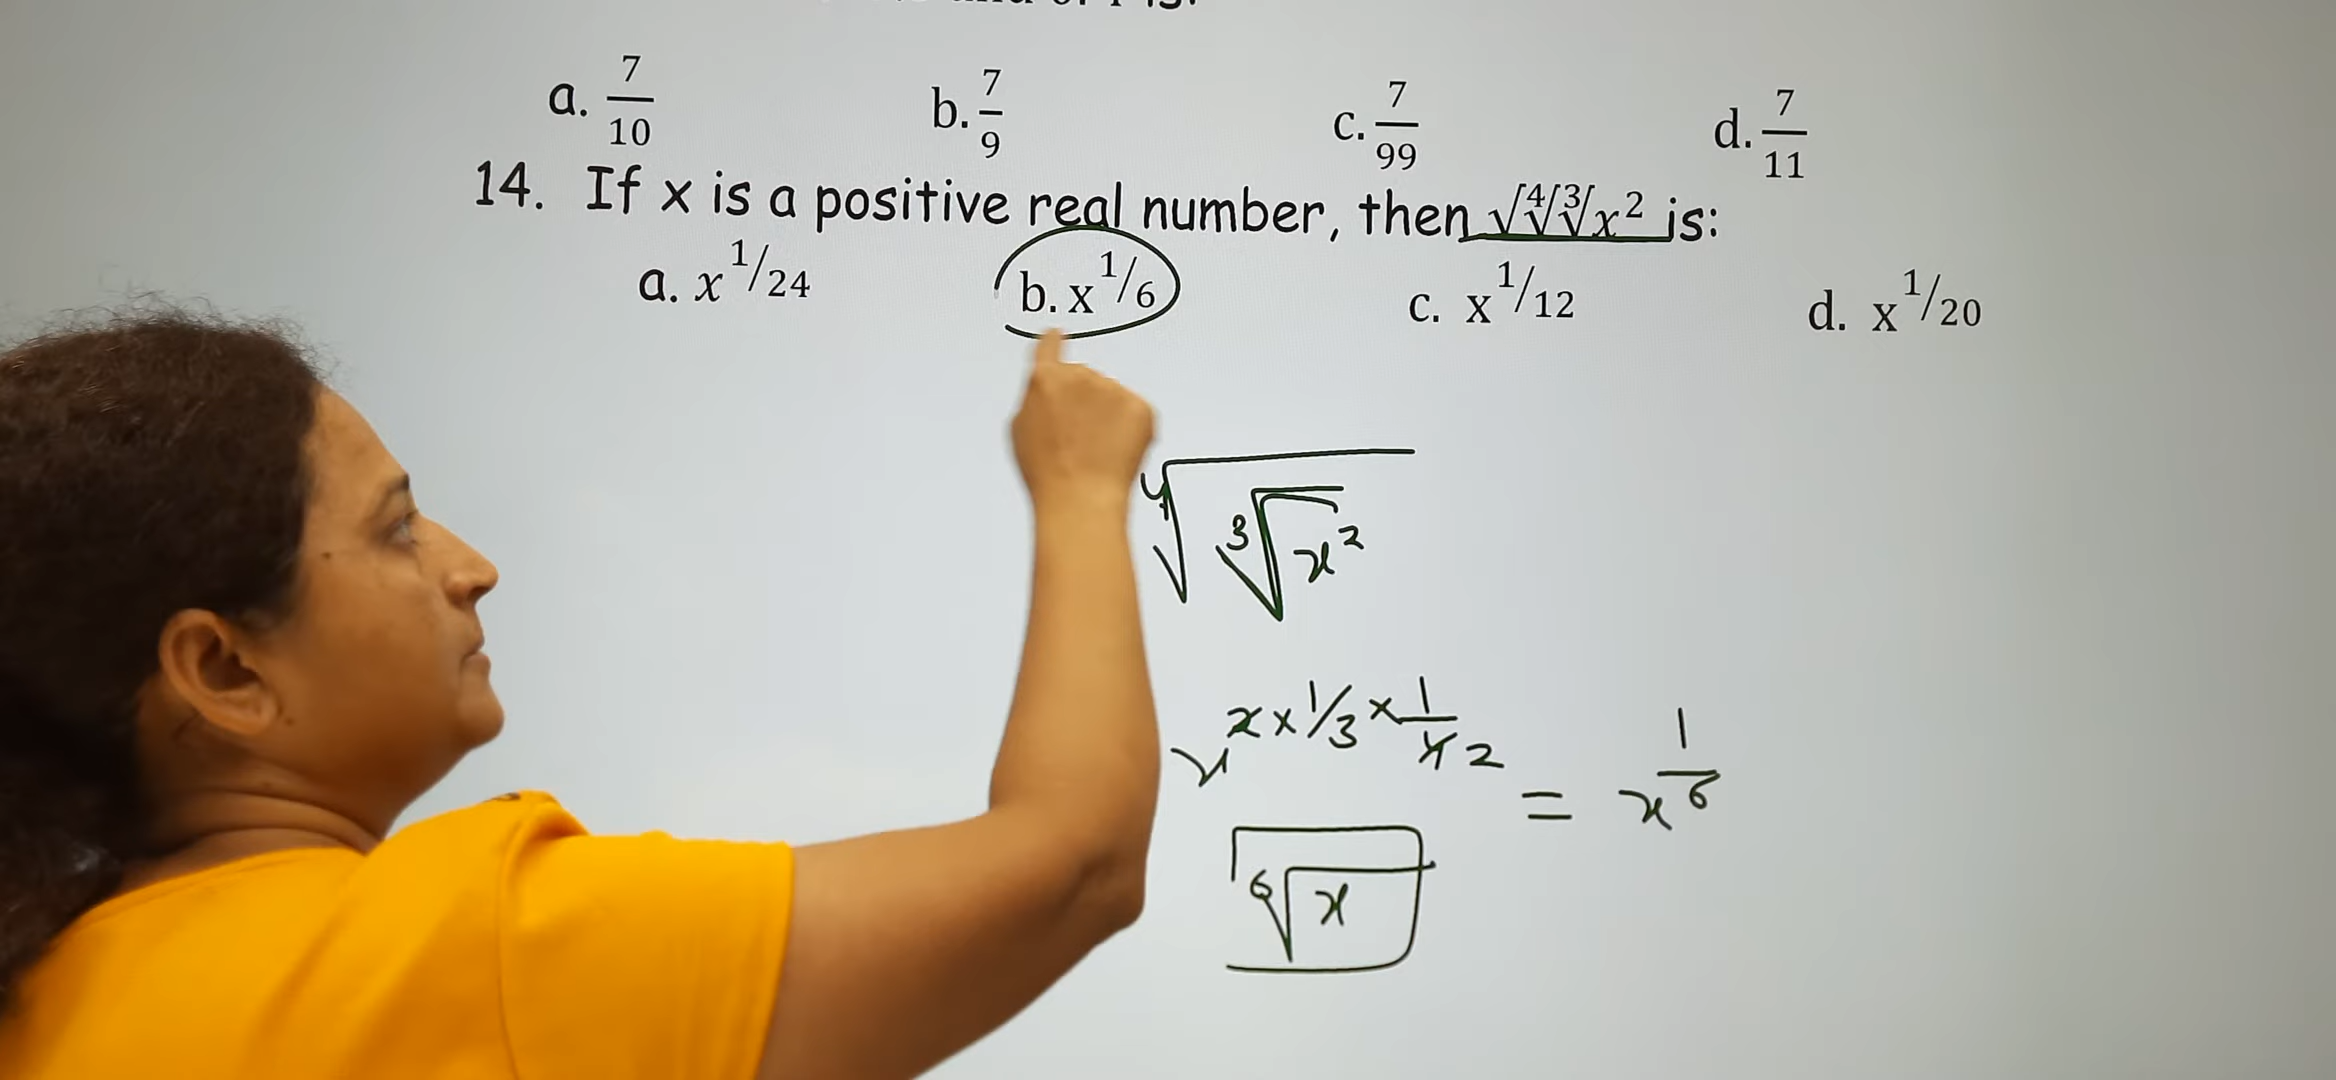 a. 7/10 b. 7/9 c. 7/99 d. 7/11
14. If x is a positive real number, then √∜∛x² is:
a. x^1/24 b. x^1/6 c. x^1/12 d. x^1/20
⁴√ ³√x²
x^2×1/3×1/4 2 = x^1/6
⁶√x